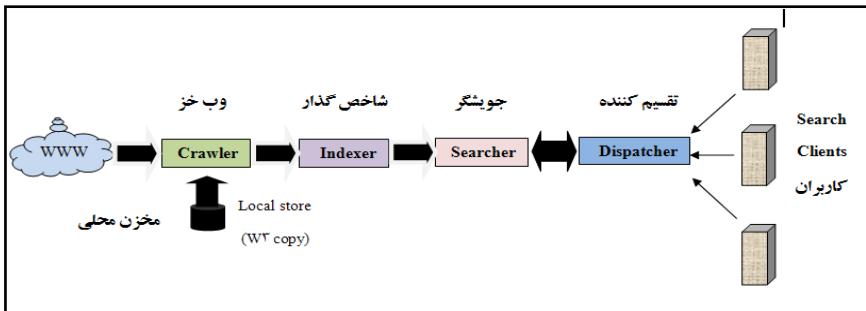 وب خز
شاخص گذار
جویشگر
تقسیم کننده
WWW
Crawler
Indexer
Searcher
Dispatcher
Search
Clients
کاربران
مخزن محلی
Local store
(W۳ copy)